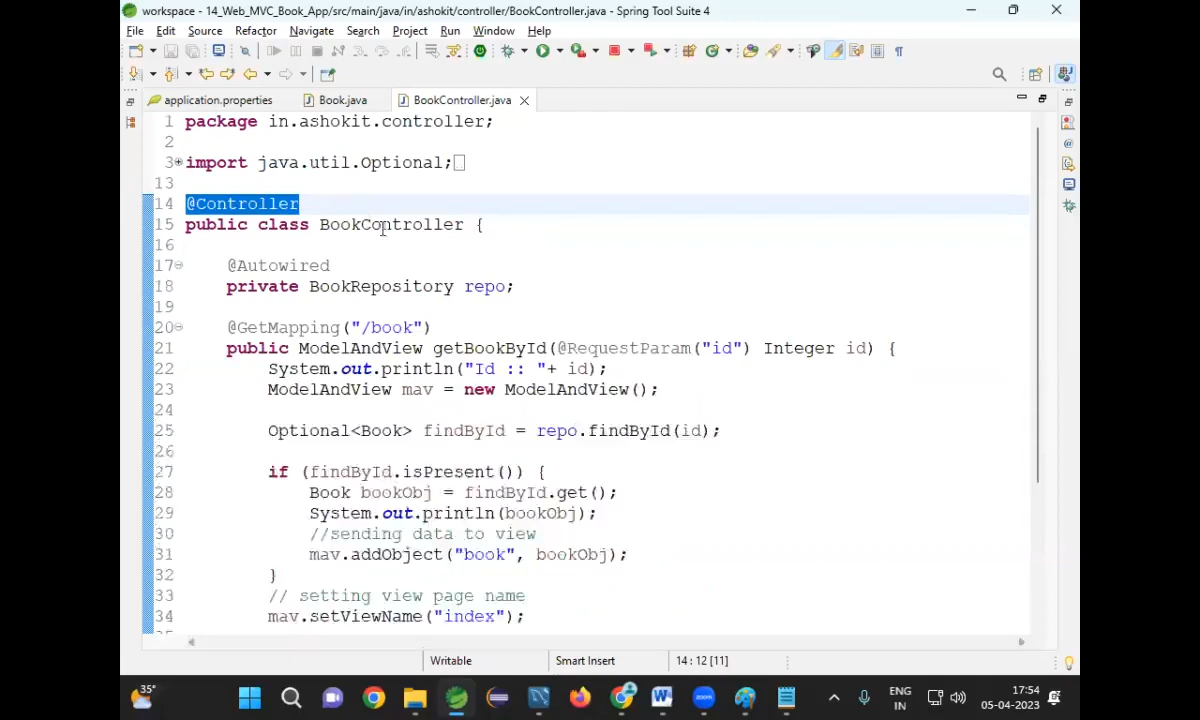 workspace - 14_Web_MVC_Book_App/src/main/java/in/ashokit/controller/BookController.java - Spring Tool Suite 4
File Edit Source Refactor Navigate Search Project Run Window Help
application.properties Book.java BookController.java
1 package in.ashokit.controller;
2
3 import java.util.Optional;
13
14 @Controller
15 public class BookController {
16
17 @Autowired
18 private BookRepository repo;
19
20 @GetMapping("/book")
21 public ModelAndView getBookById(@RequestParam("id") Integer id) {
22 System.out.println("Id :: "+ id);
23 ModelAndView mav = new ModelAndView();
24
25 Optional<Book> findById = repo.findById(id);
26
27 if (findById.isPresent()) {
28 Book bookObj = findById.get();
29 System.out.println(bookObj);
30 //sending data to view
31 mav.addObject("book", bookObj);
32 }
33 // setting view page name
34 mav.setViewName("index");
Writable Smart Insert 14 : 12 [11]
35°
ENG
IN
17:54
05-04-2023
zoom